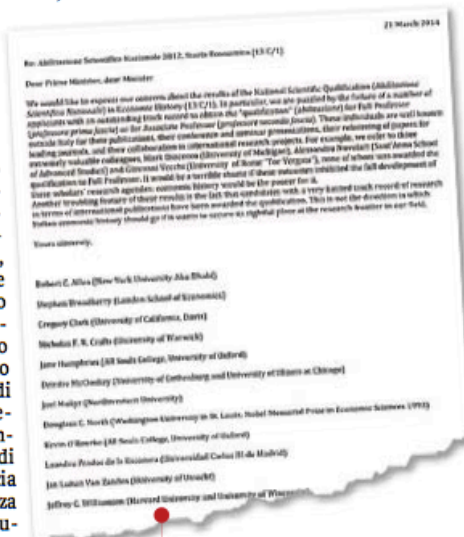 21 March 2014
Re: Abilitazione Scientifica Nazionale 2012, Storia Economica (13 C/1)
Dear Prime Minister, dear Minister
We would like to express our concern about the results of the National Scientific Qualification (Abilitazione
Scientifica Nazionale) in Economic History (13 C/1). In particular, we are puzzled by the failure of a number of
applicants with an outstanding track record to obtain the "qualification" (abilitazione) for Full Professor
(professore prima fascia) or for Associate Professor (professore seconda fascia). These individuals are well known
outside Italy for their publications, their conference and seminar presentations, their refereeing of papers for
leading journals, and their collaboration in international research projects. For example, we refer to three
extremely valuable colleagues, Mark (University of Michigan), Alessandro Nuvolari (Sant'Anna School
of Advanced Studies) and Giovanni Vecchi (University of Rome "Tor Vergata"), none of whom was awarded the
qualification to Full Professor. It would be a terrible shame if these outcomes inhibited the full development of
these scholars' research agendas: economic history would be the poorer for it.
Another troubling feature of these results is the fact that candidates with a very limited track record of research
in terms of international publications have been awarded the qualification. This is not the direction in which
Italian economic history should go if it wants to secure its rightful place at the research frontier in our field.
Yours sincerely,
Robert C. Allen (New York University Abu Dhabi)
Stephen Broadberry (London School of Economics)
Gregory Clark (University of California, Davis)
Nicholas F. R. Crafts (University of Warwick)
Jane Humphries (All Souls College, University of Oxford)
Deirdre McCloskey (University of Gothenburg and University of Illinois at Chicago)
Joel Mokyr (Northwestern University)
Douglass C. North (Washington University in St. Louis, Nobel Memorial Prize in Economic Sciences 1993)
Kevin O'Rourke (All Souls College, University of Oxford)
Leandro Prados de la Escosura (Universidad Carlos III de Madrid)
Jan Luiten Van Zanden (University of Utrecht)
Jeffrey G. Williamson (Harvard University and University of Wisconsin)
,
e
o
-
o
o
di
e-
n-
di
ia
za
u-